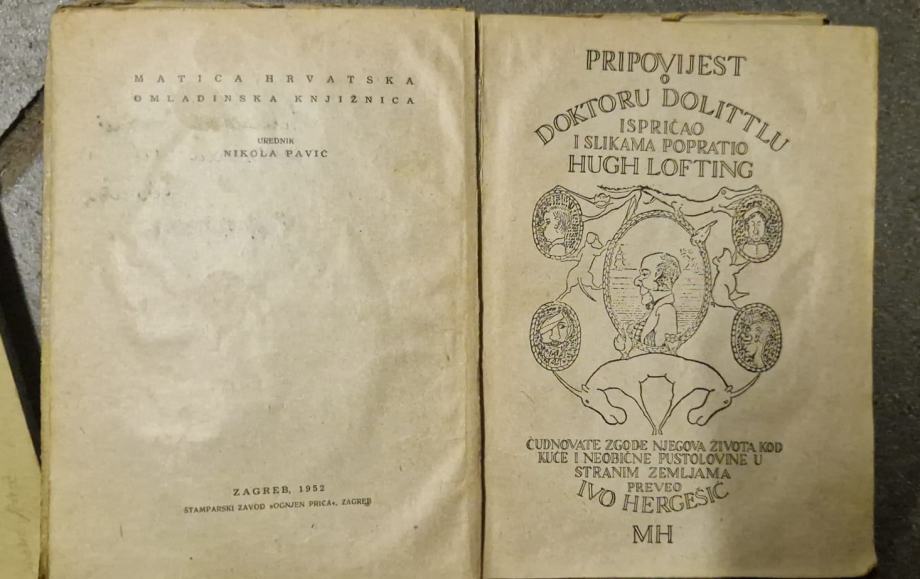 MATICA HRVATSKA
OMLADINSKA KNJIŽNICA
UREDNIK
NIKOLA PAVIĆ
ZAGREB, 1952
ŠTAMPARSKI ZAVOD »OGNJEN PRICA«, ZAGREB
PRIPOVIJEST
O
DOKTORU DOLITTLU
ISPRIČAO
I SLIKAMA POPRATIO
HUGH LOFTING
ČUDNOVATE ZGODE NJEGOVA ŽIVOTA KOD
KUĆE I NEOBIČNE PUSTOLOVINE U
STRANIM ZEMLJAMA
PREVEO
IVO HERGEŠIĆ
MH